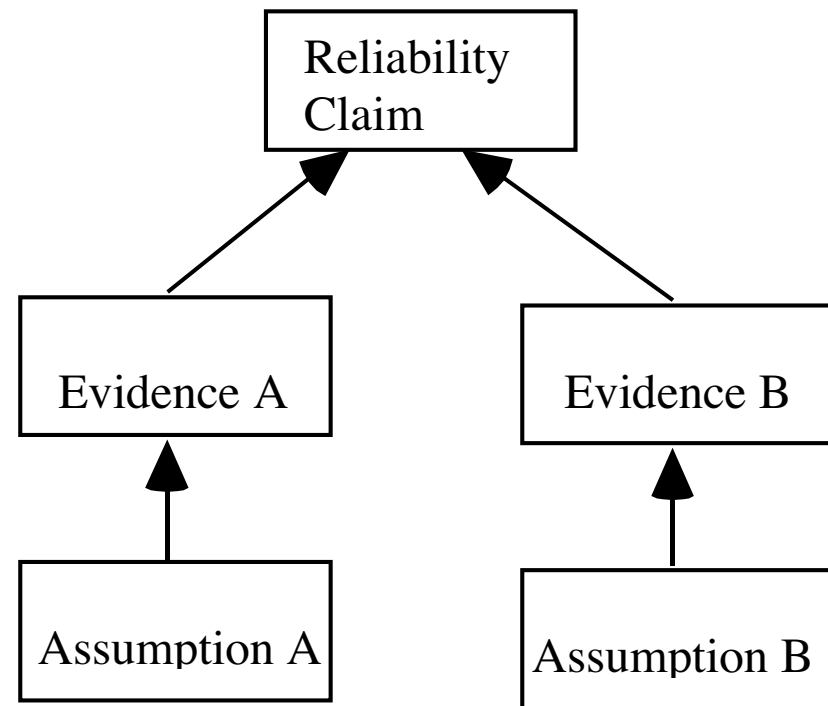 Reliability
Claim
Evidence A
Evidence B
Assumption A
Assumption B